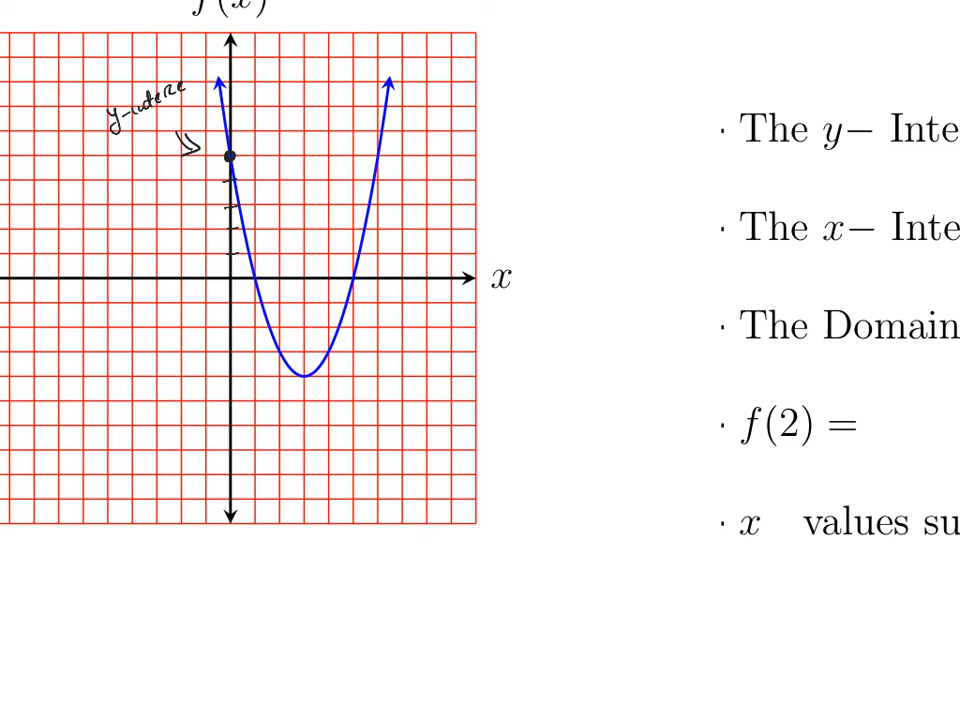 f(x)
y-interc
x
· The y− Inte
· The x− Inte
· The Domain
· f(2) =
· x values su